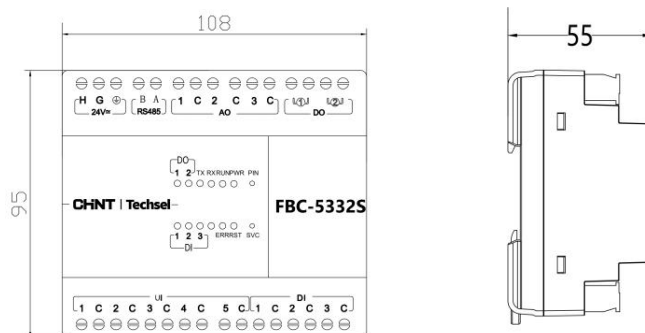 108
55
95
H G ⏚ B A 1 C 2 C 3 C ① ②
24V≂ RS485 AO DO
DO
1 2 TX RX RUN PWR PIN
CHNT | Techsel
FBC-5332S
1 2 3 ERR RST SVC
DI
UI DI
1 C 2 C 3 C 4 C 5 C 1 C 2 C 3 C